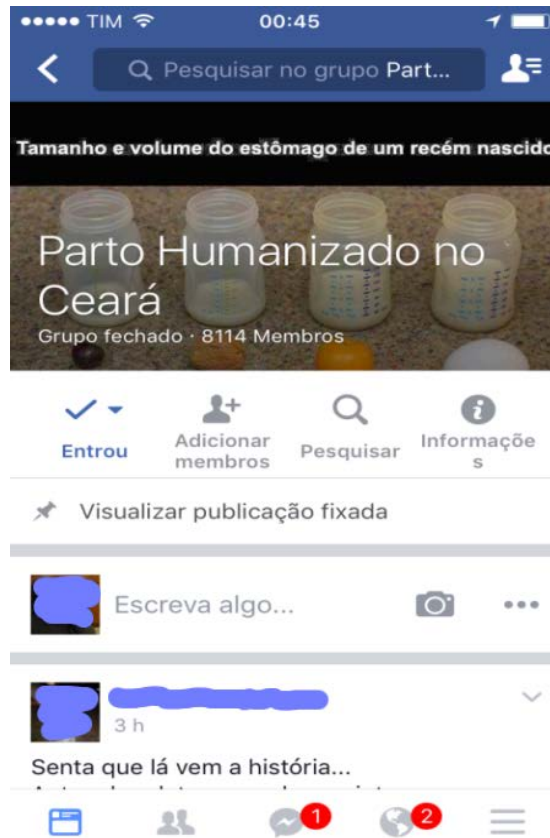 TIM 00:45
Pesquisar no grupo Part...
Tamanho e volume do estômago de um recém nascido
Parto Humanizado no
Ceará
Grupo fechado · 8114 Membros
Entrou
Adicionar
membros
Pesquisar
Informaçõe
s
Visualizar publicação fixada
Escreva algo...
3 h
Senta que lá vem a história...
1
2